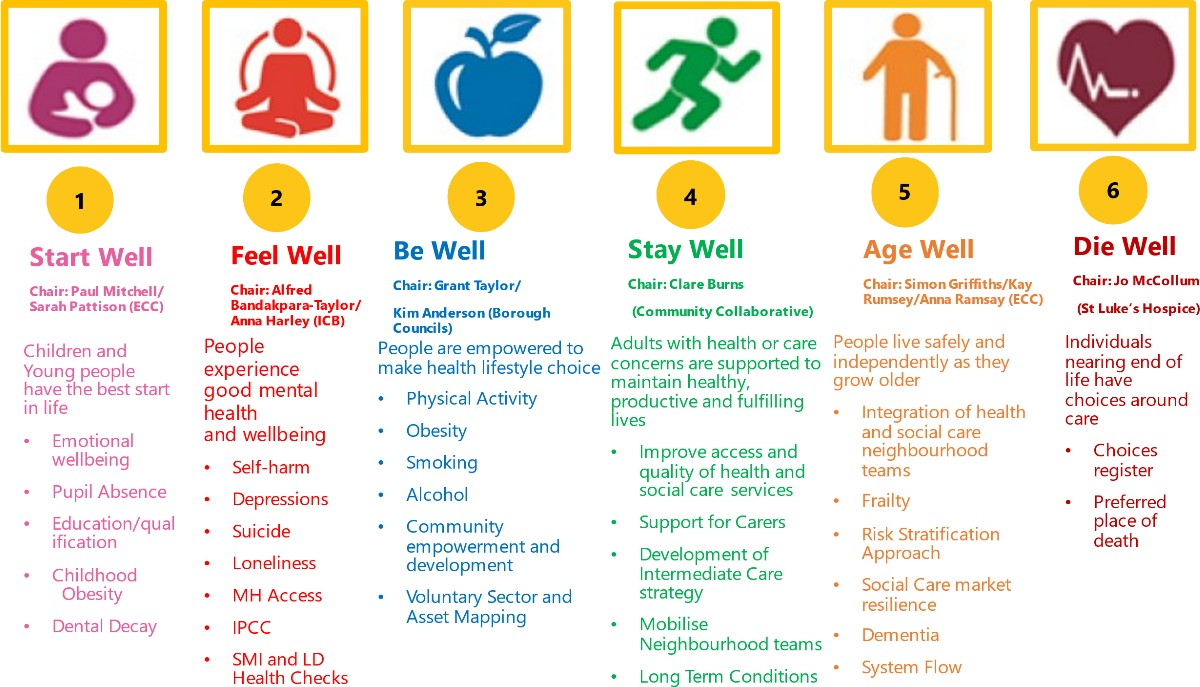 1
Start Well
Chair: Paul Mitchell/
Sarah Pattison (ECC)
Children and
Young people
have the best start
in life
• Emotional
wellbeing
• Pupil Absence
• Education/qual
ification
• Childhood
Obesity
• Dental Decay
2
Feel Well
Chair: Alfred
Bandakpara-Taylor/
Anna Harley (ICB)
People
experience
good mental
health
and wellbeing
• Self-harm
• Depressions
• Suicide
• Loneliness
• MH Access
• IPCC
• SMI and LD
Health Checks
3
Be Well
Chair: Grant Taylor/
Kim Anderson (Borough
Councils)
People are empowered to
make health lifestyle choice
• Physical Activity
• Obesity
• Smoking
• Alcohol
• Community
empowerment and
development
• Voluntary Sector and
Asset Mapping
4
Stay Well
Chair: Clare Burns
(Community Collaborative)
Adults with health or care
concerns are supported to
maintain healthy,
productive and fulfilling
lives
• Improve access and
quality of health and
social care services
• Support for Carers
• Development of
Intermediate Care
strategy
• Mobilise
Neighbourhood teams
• Long Term Conditions
5
Age Well
Chair: Simon Griffiths/Kay
Rumsey/Anna Ramsay (ECC)
People live safely and
independently as they
grow older
• Integration of health
and social care
neighbourhood
teams
• Frailty
• Risk Stratification
Approach
• Social Care market
resilience
• Dementia
• System Flow
6
Die Well
Chair: Jo McCollum
(St Luke's Hospice)
Individuals
nearing end of
life have
choices around
care
• Choices
register
• Preferred
place of
death